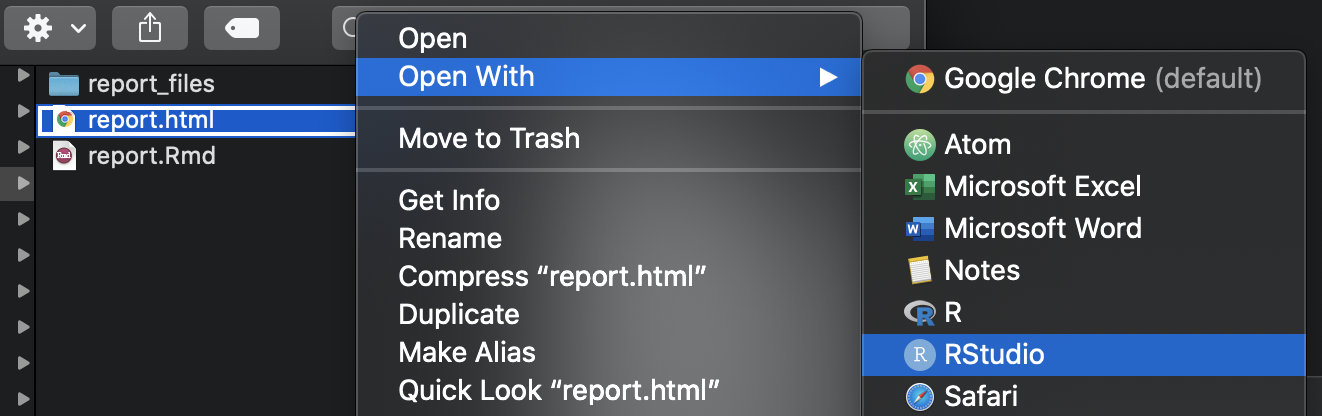 report_files
report.html
Rmd
report.Rmd
Open
Open With
Move to Trash
Get Info
Rename
Compress “report.html”
Duplicate
Make Alias
Quick Look “report.html”
Google Chrome (default)
Atom
X
Microsoft Excel
W
Microsoft Word
Notes
R
R
R
RStudio
Safari